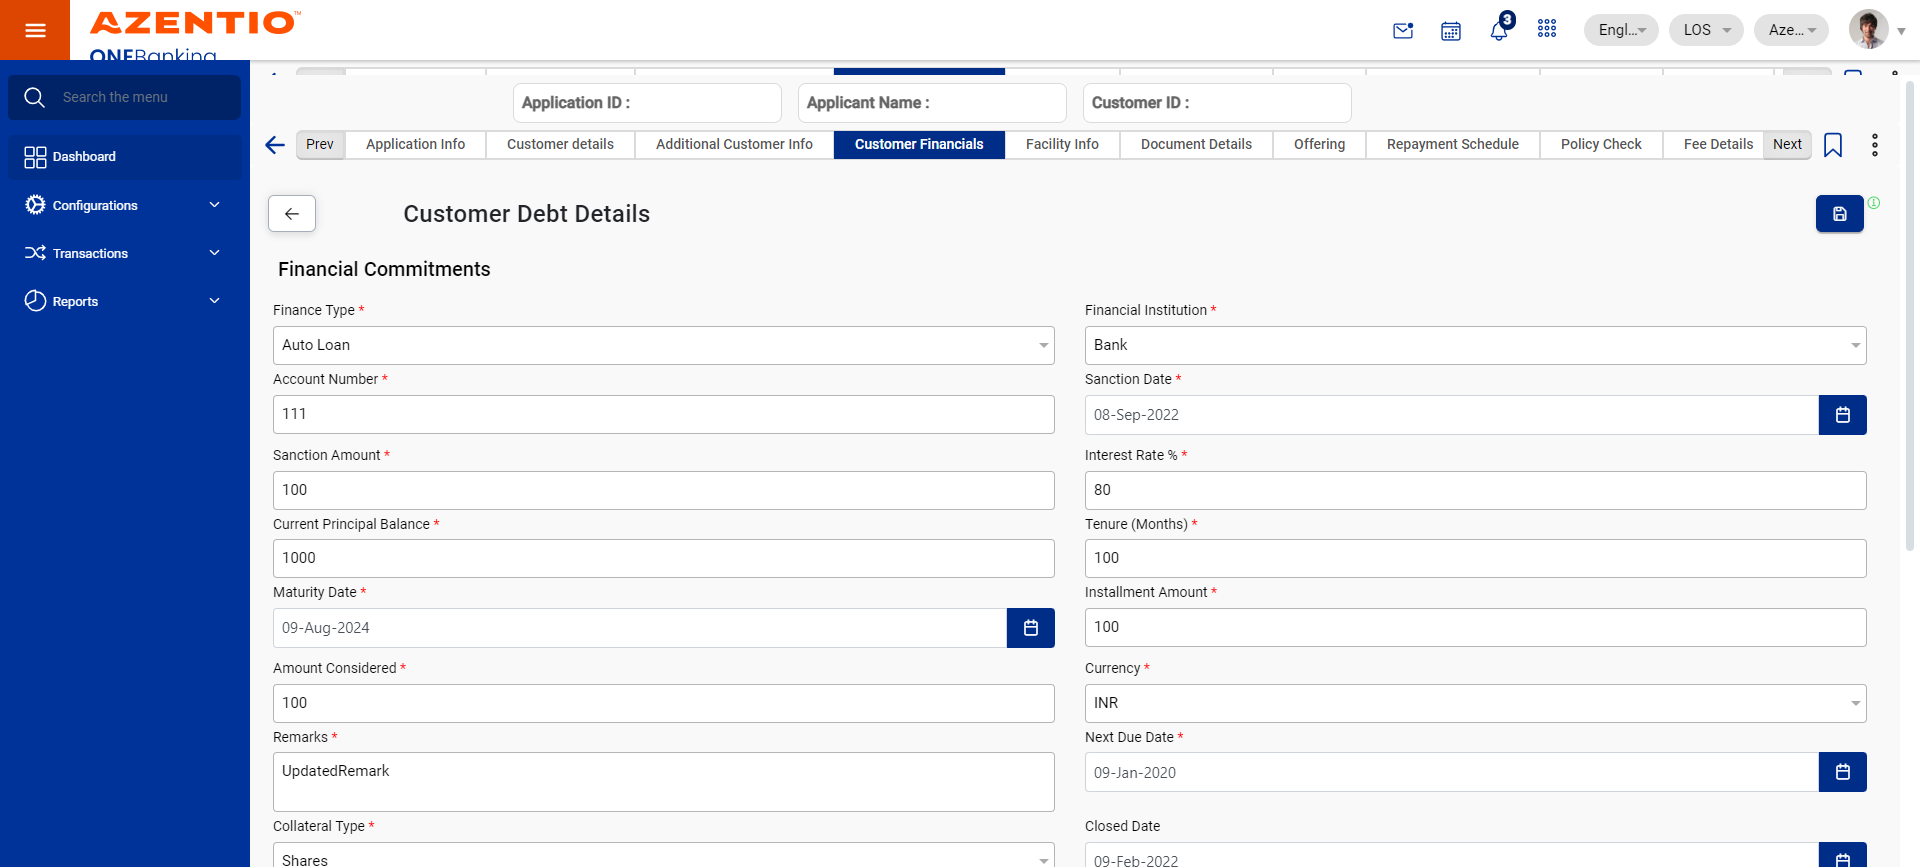 AZENTIO™
ONEBanking
3
Engl...
LOS
Aze...
Search the menu
Dashboard
Configurations
Transactions
Reports
Application ID :
Applicant Name :
Customer ID :
Prev
Application Info
Customer details
Additional Customer Info
Customer Financials
Facility Info
Document Details
Offering
Repayment Schedule
Policy Check
Fee Details
Next
Customer Debt Details
Financial Commitments
Finance Type *
Financial Institution *
Auto Loan
Bank
Account Number *
Sanction Date *
111
08-Sep-2022
Sanction Amount *
Interest Rate % *
100
80
Current Principal Balance *
Tenure (Months) *
1000
100
Maturity Date *
Installment Amount *
09-Aug-2024
100
Amount Considered *
Currency *
100
INR
Remarks *
Next Due Date *
UpdatedRemark
09-Jan-2020
Collateral Type *
Closed Date
Shares
09-Feb-2022